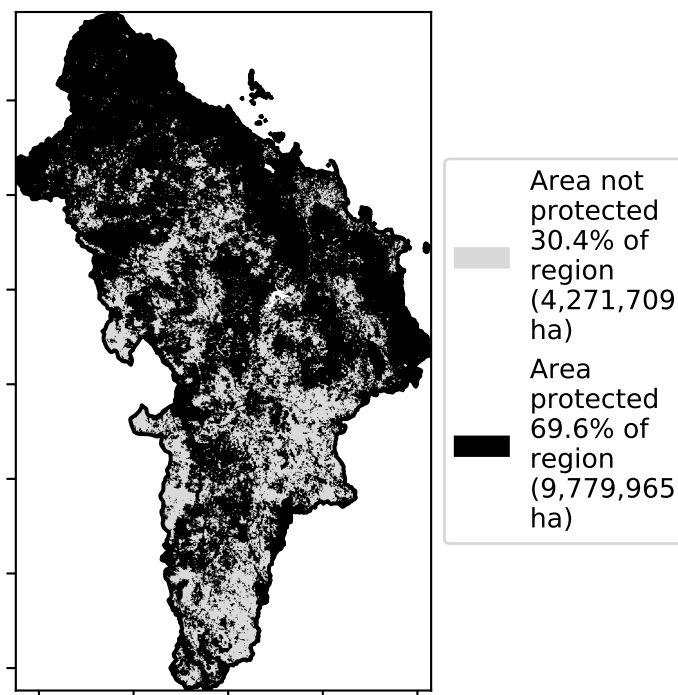 Area not
protected
30.4% of
region
(4,271,709
ha)
Area
protected
69.6% of
region
(9,779,965
ha)